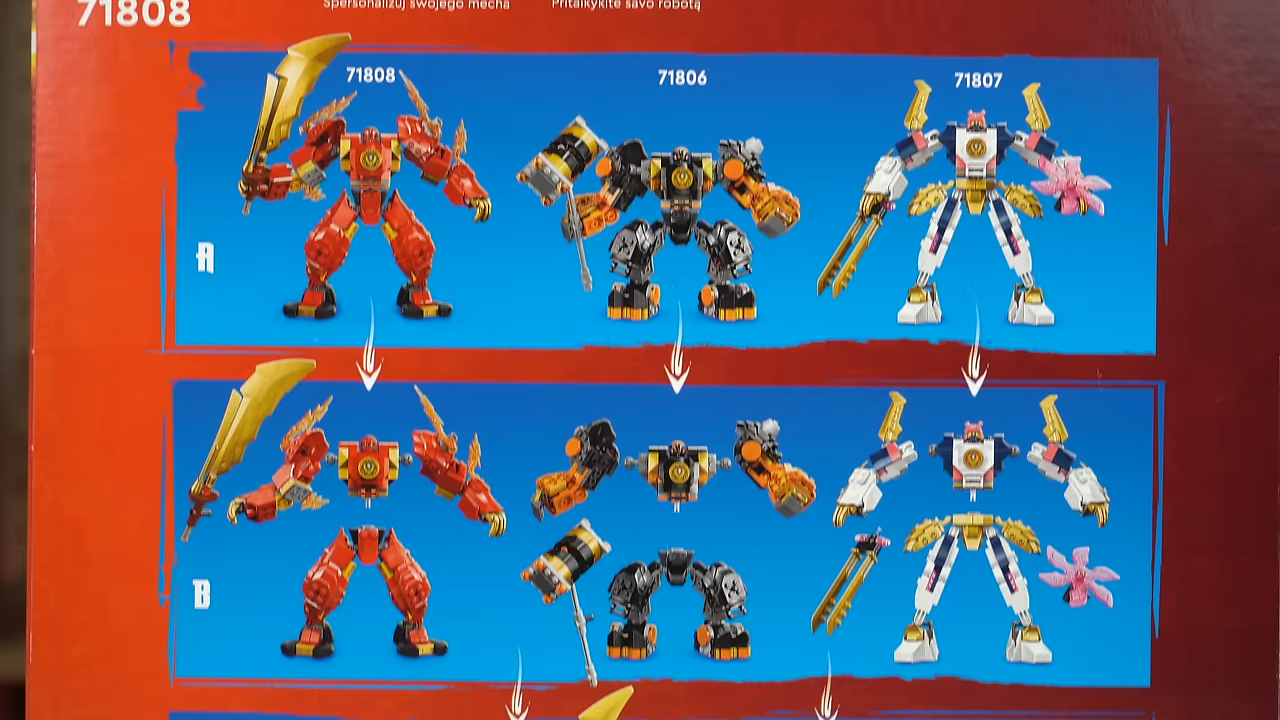 71808
Spersonalizuj swojego mecha
Pritaikykite savo robotą
71808
71806
71807
A
B